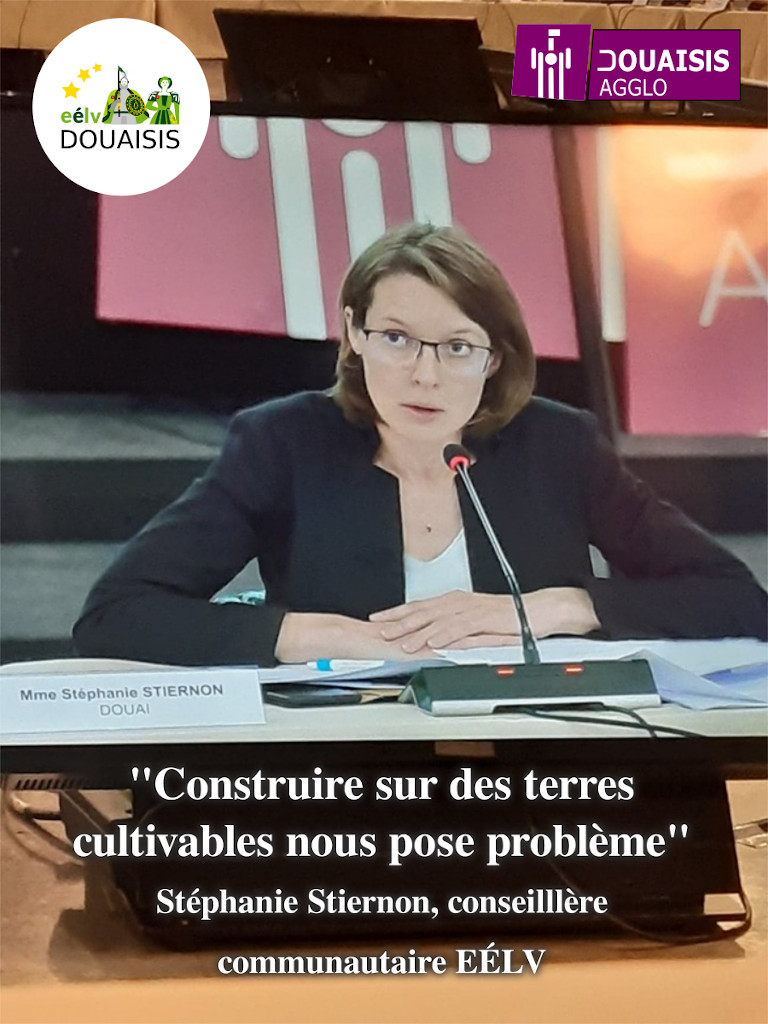 eélv
DOUAISIS
DOUAISIS
AGGLO
A
Mme Stéphanie STIERNON
DOUAI
"Construire sur des terres
cultivables nous pose problème"
Stéphanie Stiernon, conseilllère
communautaire EÉLV